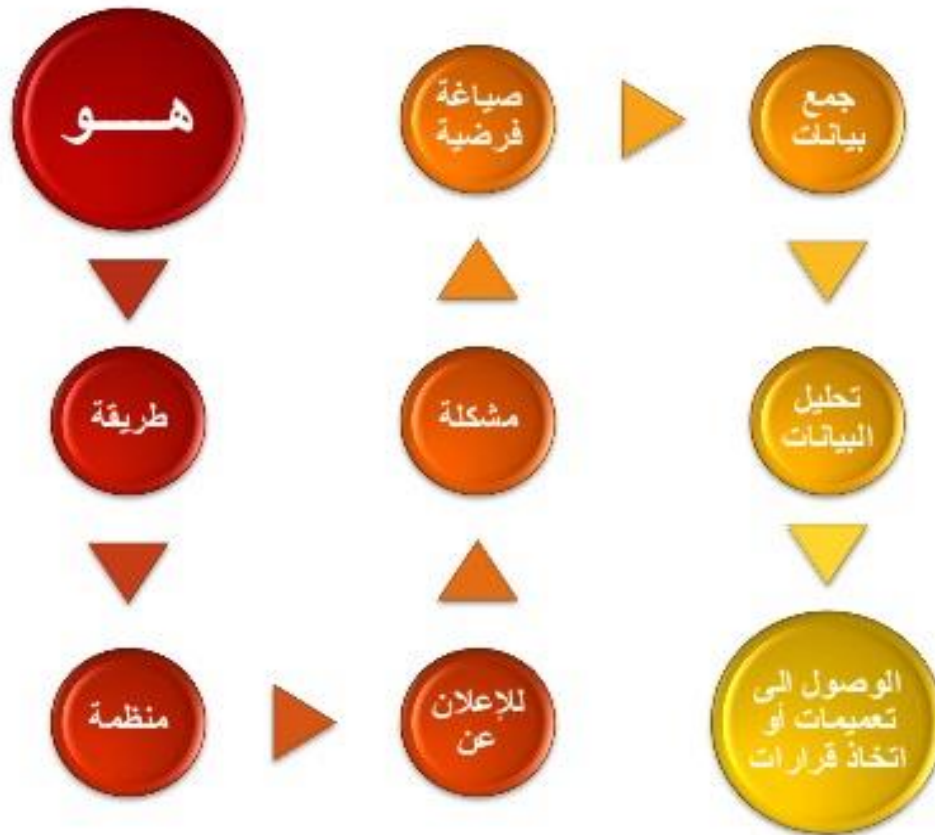 هـــو
طريقة
منظمة
للإعلان
عن
مشكلة
صياغة
فرضية
جمع
بيانات
تحليل
البيانات
الوصول الى
تعميمات أو
اتخاذ قرارات